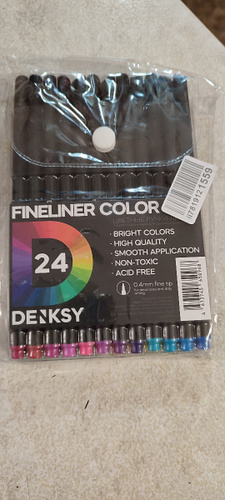 FINELINER COLOR
BRIGHT COLORS
· HIGH QUALITY
· SMOOTH APPLICATION
· NON-TOXIC
· ACID FREE
24
0.4mm fine tip
DENKSY